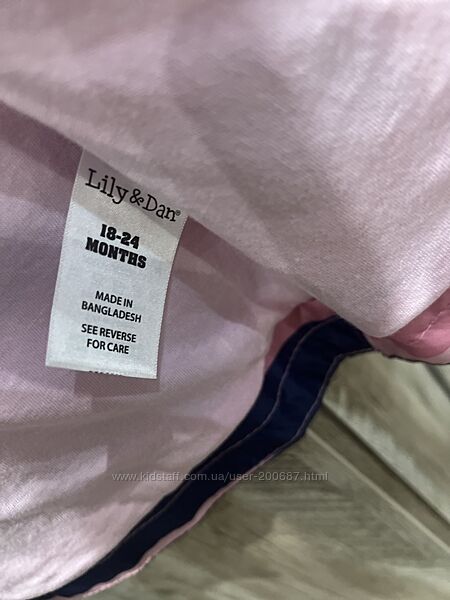 Lily&Dan®
18-24
MONTHS
MADE IN
BANGLADESH
SEE REVERSE
FOR CARE
www.kidstaff.com.ua/user-200687.html